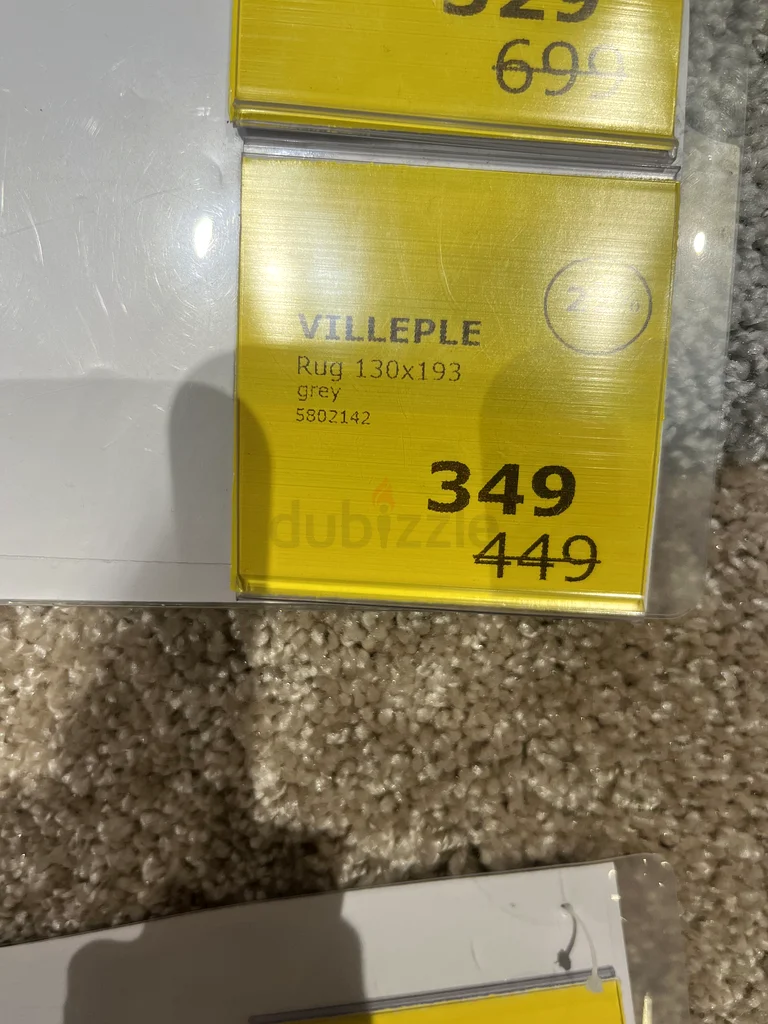 699
VILLEPLE
Rug 130x193
grey
5802142
349
449
dubizzle